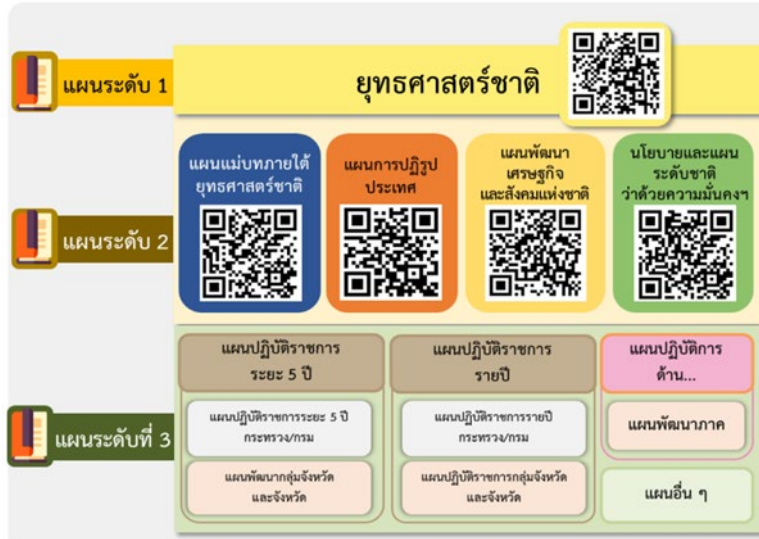 แผนระดับ 1
ยุทธศาสตร์ชาติ
แผนระดับ 2
แผนแม่บทภายใต้
ยุทธศาสตร์ชาติ
แผนการปฏิรูป
ประเทศ
แผนพัฒนา
เศรษฐกิจ
และสังคมแห่งชาติ
นโยบายและแผน
ระดับชาติ
ว่าด้วยความมั่นคงฯ
แผนระดับที่ 3
แผนปฏิบัติราชการ
ระยะ 5 ปี
แผนปฏิบัติราชการระยะ 5 ปี
กระทรวง/กรม
แผนพัฒนากลุ่มจังหวัด
และจังหวัด
แผนปฏิบัติราชการ
รายปี
แผนปฏิบัติราชการรายปี
กระทรวง/กรม
แผนปฏิบัติราชการกลุ่มจังหวัด
และจังหวัด
แผนปฏิบัติการ
ด้าน...
แผนพัฒนาภาค
แผนอื่น ๆ